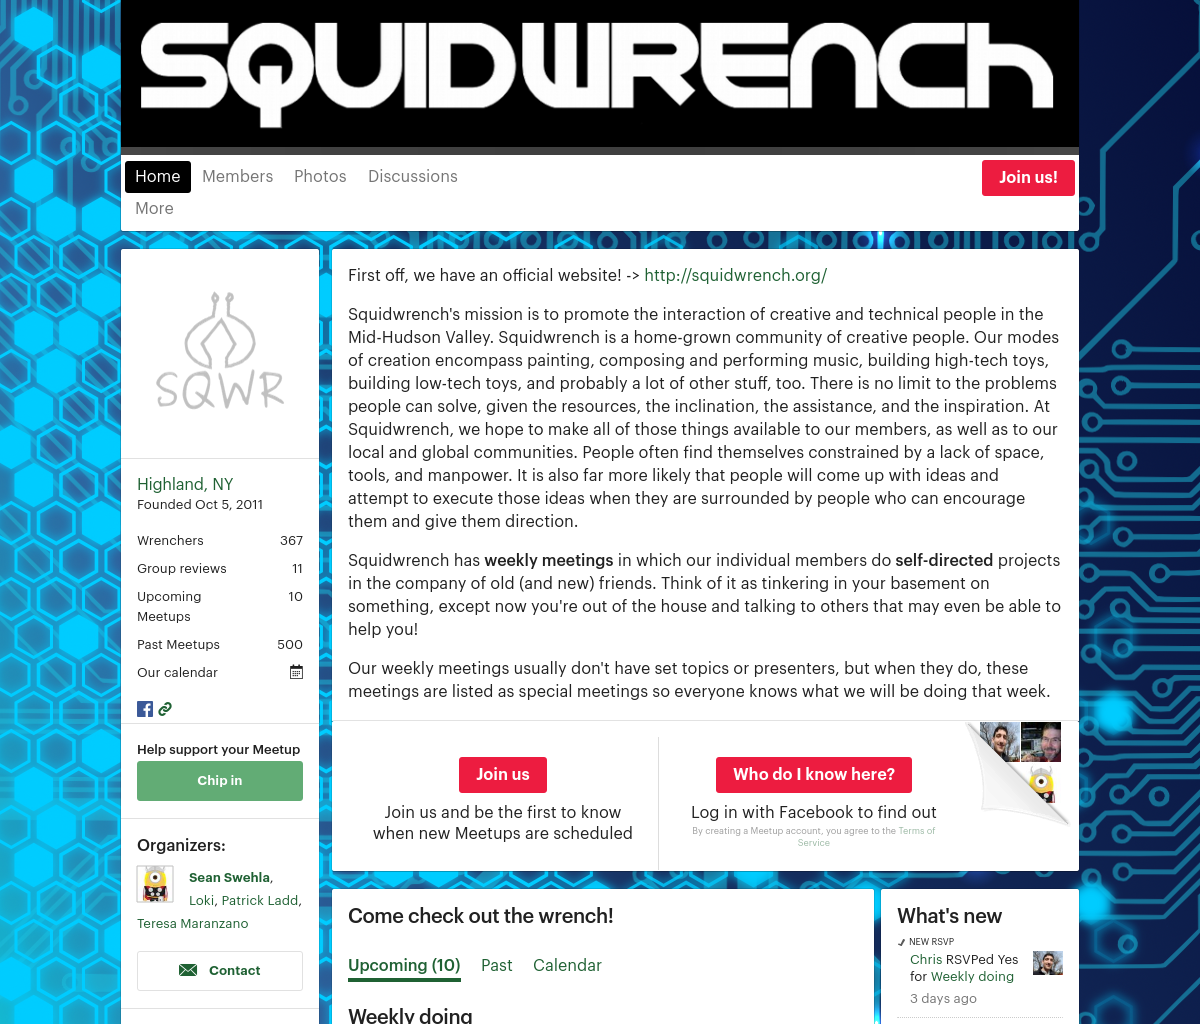 SQUIDWRENCh
Home Members Photos Discussions
Join us!
More
SQWR
Highland, NY
Founded Oct 5, 2011
Wrenchers 367
Group reviews 11
Upcoming 10
Meetups
Past Meetups 500
Our calendar
Help support your Meetup
Chip in
Organizers:
Sean Swehla,
Loki, Patrick Ladd,
Teresa Maranzano
Contact
First off, we have an official website! -> http://squidwrench.org/
Squidwrench's mission is to promote the interaction of creative and technical people in the
Mid-Hudson Valley. Squidwrench is a home-grown community of creative people. Our modes
of creation encompass painting, composing and performing music, building high-tech toys,
building low-tech toys, and probably a lot of other stuff, too. There is no limit to the problems
people can solve, given the resources, the inclination, the assistance, and the inspiration. At
Squidwrench, we hope to make all of those things available to our members, as well as to our
local and global communities. People often find themselves constrained by a lack of space,
tools, and manpower. It is also far more likely that people will come up with ideas and
attempt to execute those ideas when they are surrounded by people who can encourage
them and give them direction.
Squidwrench has weekly meetings in which our individual members do self-directed projects
in the company of old (and new) friends. Think of it as tinkering in your basement on
something, except now you're out of the house and talking to others that may even be able to
help you!
Our weekly meetings usually don't have set topics or presenters, but when they do, these
meetings are listed as special meetings so everyone knows what we will be doing that week.
Join us
Join us and be the first to know
when new Meetups are scheduled
Who do I know here?
Log in with Facebook to find out
By creating a Meetup account, you agree to the Terms of
Service
Come check out the wrench!
Upcoming (10) Past Calendar
Weekly doing
What's new
NEW RSVP
Chris RSVPed Yes
for Weekly doing
3 days ago